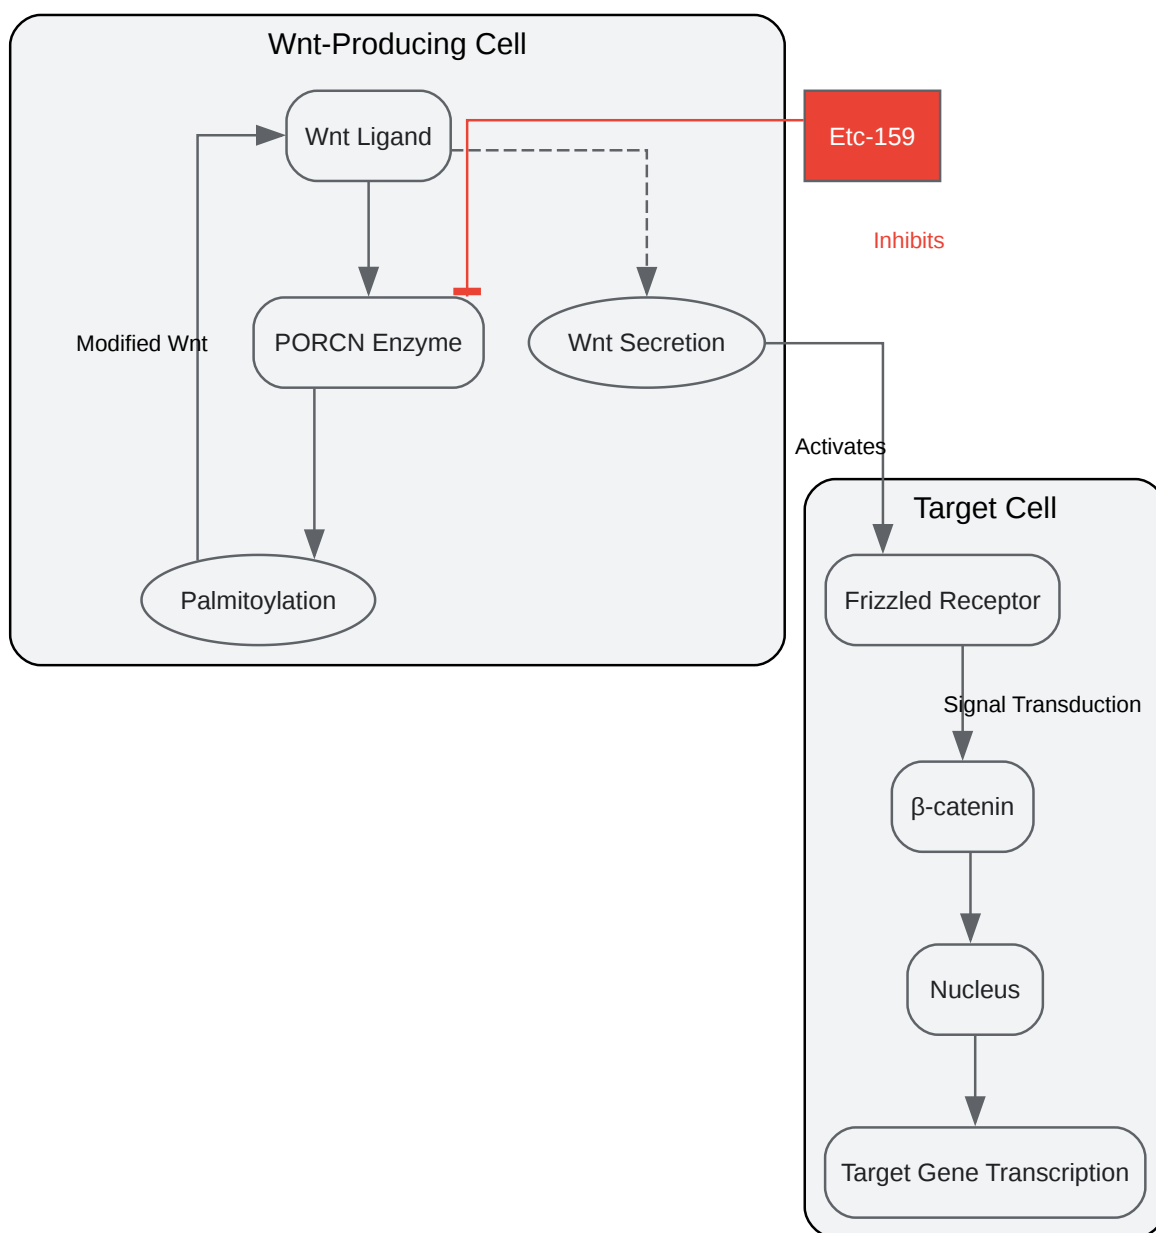 Wnt-Producing Cell
Wnt Ligand
Etc-159
Inhibits
Modified Wnt
PORCN Enzyme
Wnt Secretion
Activates
Target Cell
Palmitoylation
Frizzled Receptor
Signal Transduction
β-catenin
Nucleus
Target Gene Transcription